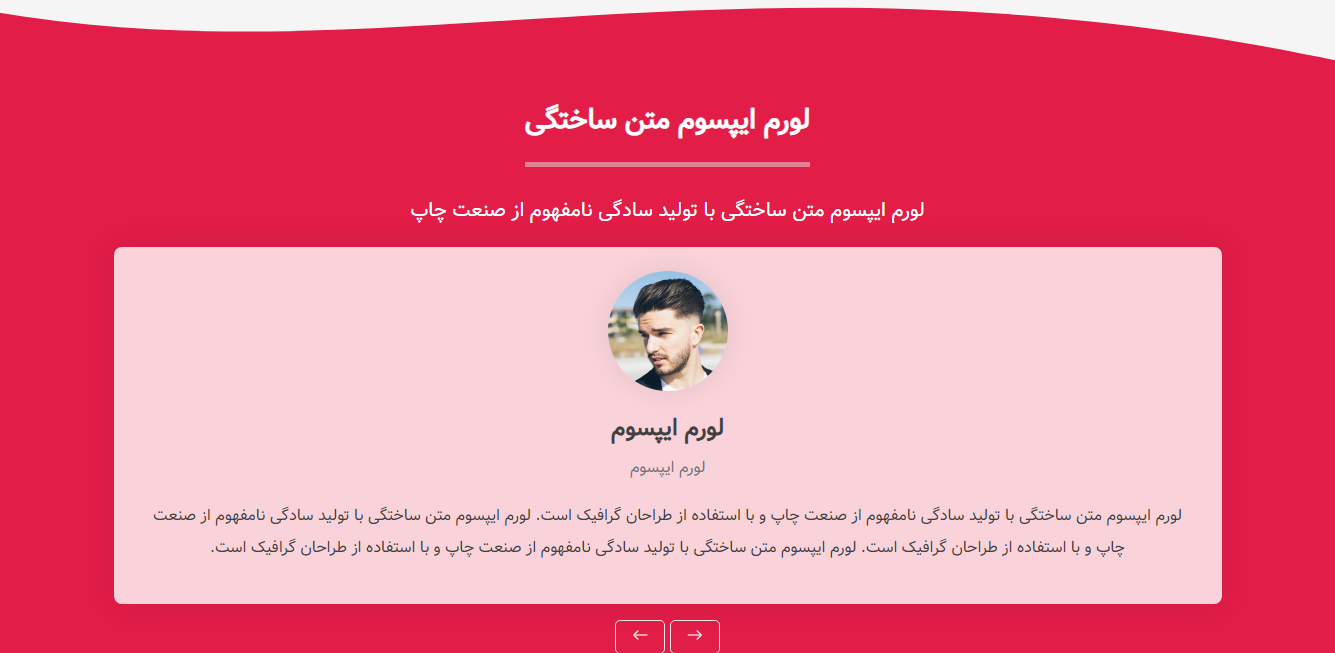 لورم ایپسوم متن ساختگی
لورم ایپسوم متن ساختگی با تولید سادگی نامفهوم از صنعت چاپ
لورم ایپسوم
لورم ایپسوم
لورم ایپسوم متن ساختگی با تولید سادگی نامفهوم از صنعت چاپ و با استفاده از طراحان گرافیک است. لورم ایپسوم متن ساختگی با تولید سادگی نامفهوم از صنعت
چاپ و با استفاده از طراحان گرافیک است. لورم ایپسوم متن ساختگی با تولید سادگی نامفهوم از صنعت چاپ و با استفاده از طراحان گرافیک است.